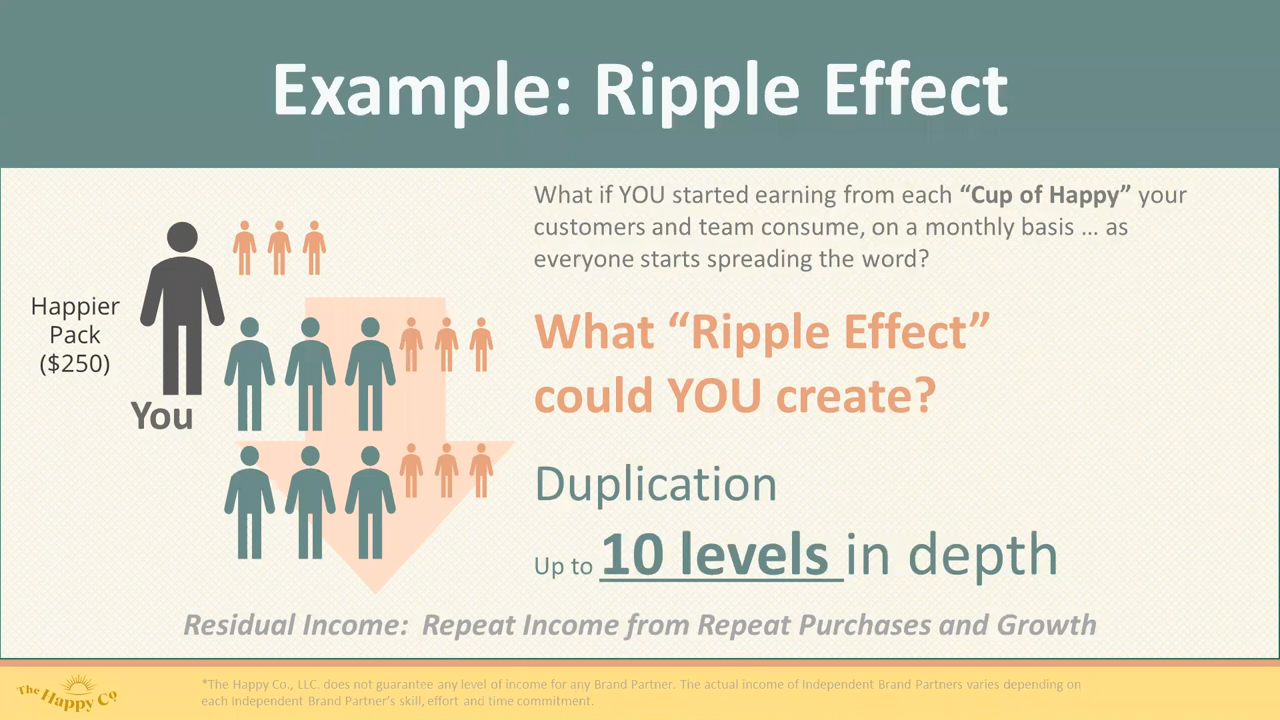 Example: Ripple Effect
What if YOU started earning from each “Cup of Happy” your
customers and team consume, on a monthly basis ... as
everyone starts spreading the word?
Happier
Pack
($250)
You
What “Ripple Effect”
could YOU create?
Duplication
Up to 10 levels in depth
Residual Income: Repeat Income from Repeat Purchases and Growth
The Happy Co
*The Happy Co., LLC. does not guarantee any level of income for any Brand Partner. The actual income of Independent Brand Partners varies depending on
each Independent Brand Partner’s skill, effort and time commitment.